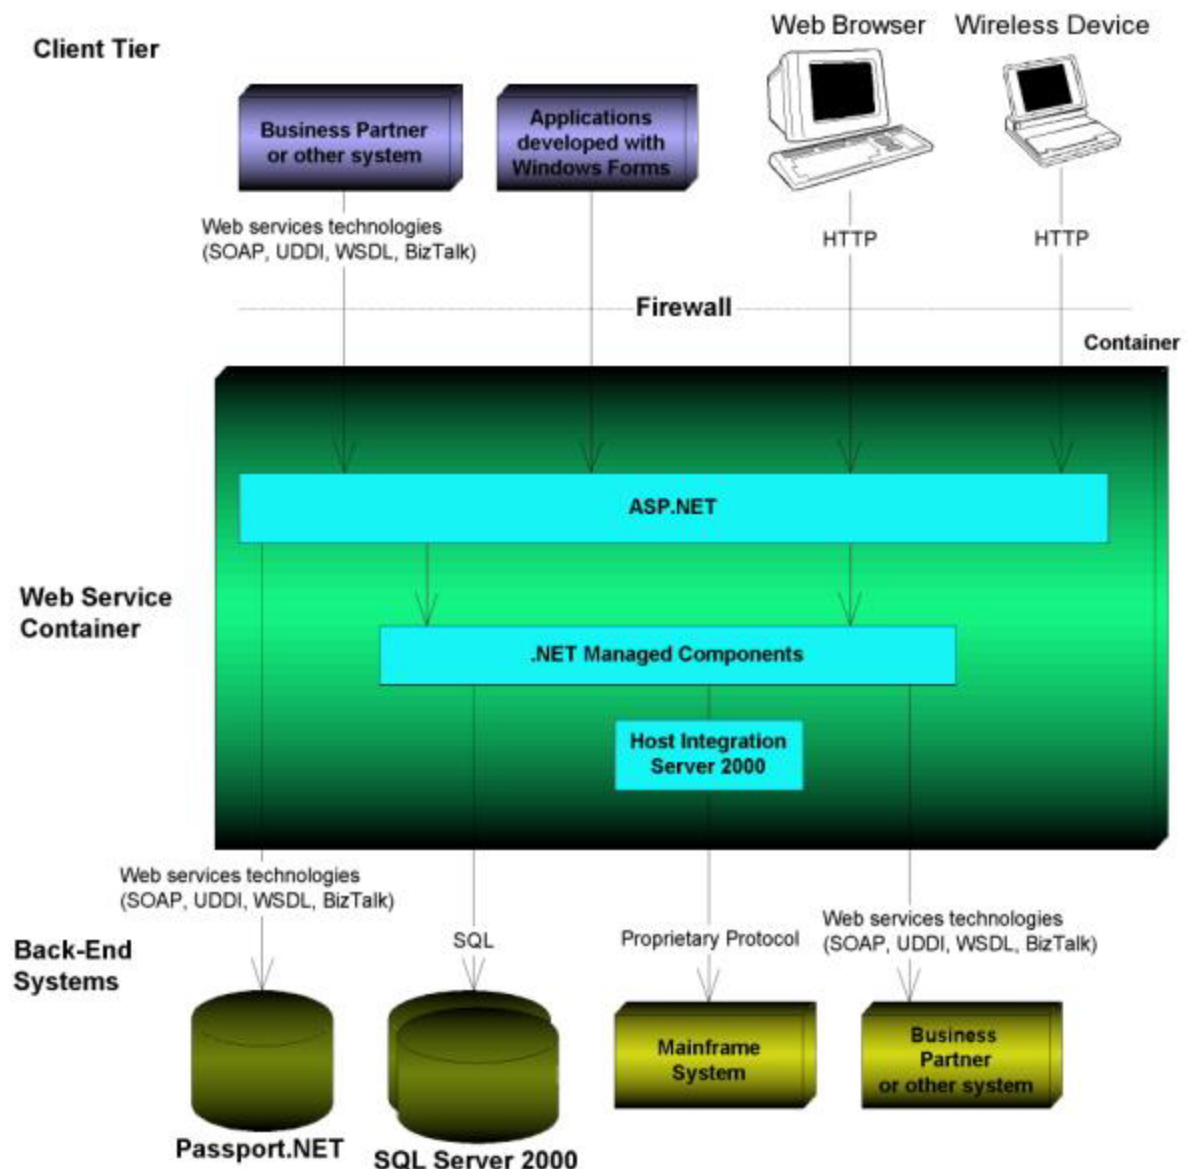 Client Tier
Web Browser
Wireless Device
Business Partner
or other system
Applications
developed with
Windows Forms
Web services technologies
(SOAP, UDDI, WSDL, BizTalk)
HTTP
HTTP
Firewall
Container
ASP.NET
Web Service
Container
.NET Managed Components
Host Integration
Server 2000
Web services technologies
(SOAP, UDDI, WSDL, BizTalk)
SQL
Proprietary Protocol
Web services technologies
(SOAP, UDDI, WSDL, BizTalk)
Back-End
Systems
Passport.NET
SQL Server 2000
Mainframe
System
Business
Partner
or other system